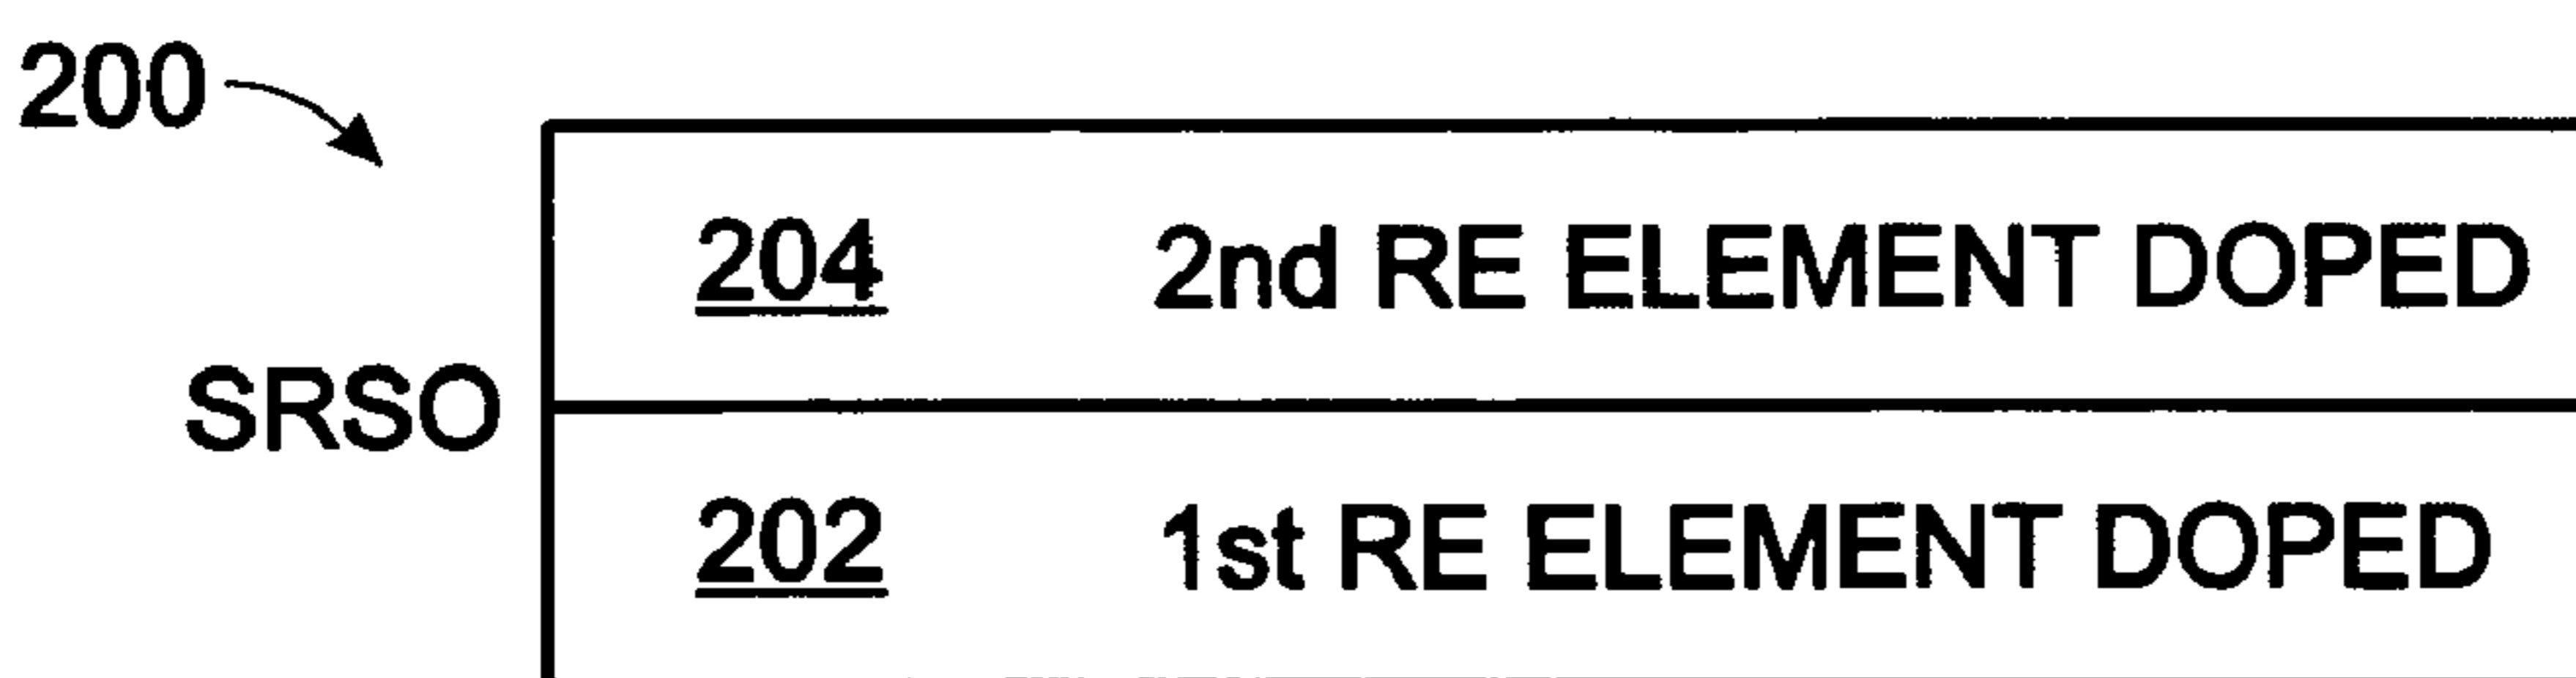 200
204 2nd RE ELEMENT DOPED
SRSO
202 1st RE ELEMENT DOPED